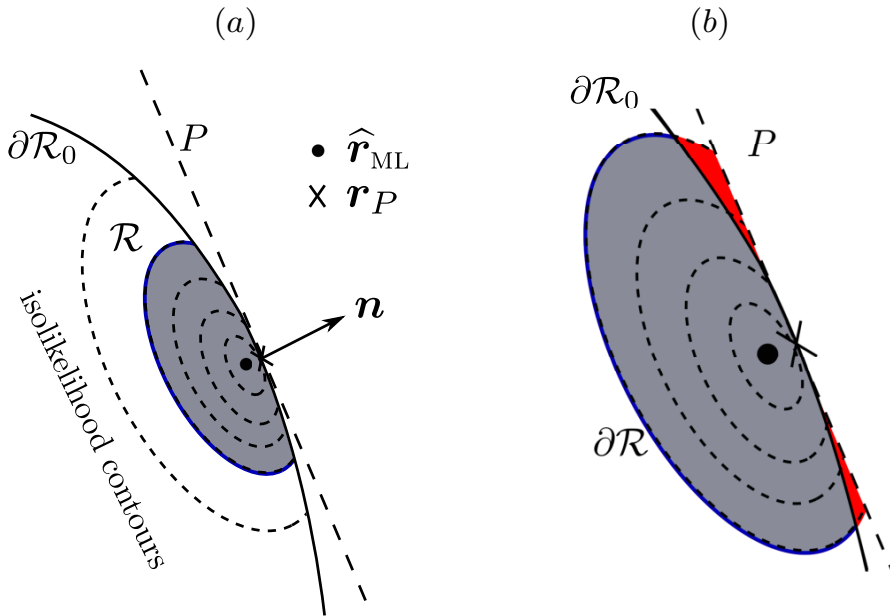 (a)
(b)
∂ℛ₀
P
r̂_ML
r_P
ℛ
n
isolikelihood contours
∂ℛ₀
P
∂ℛ